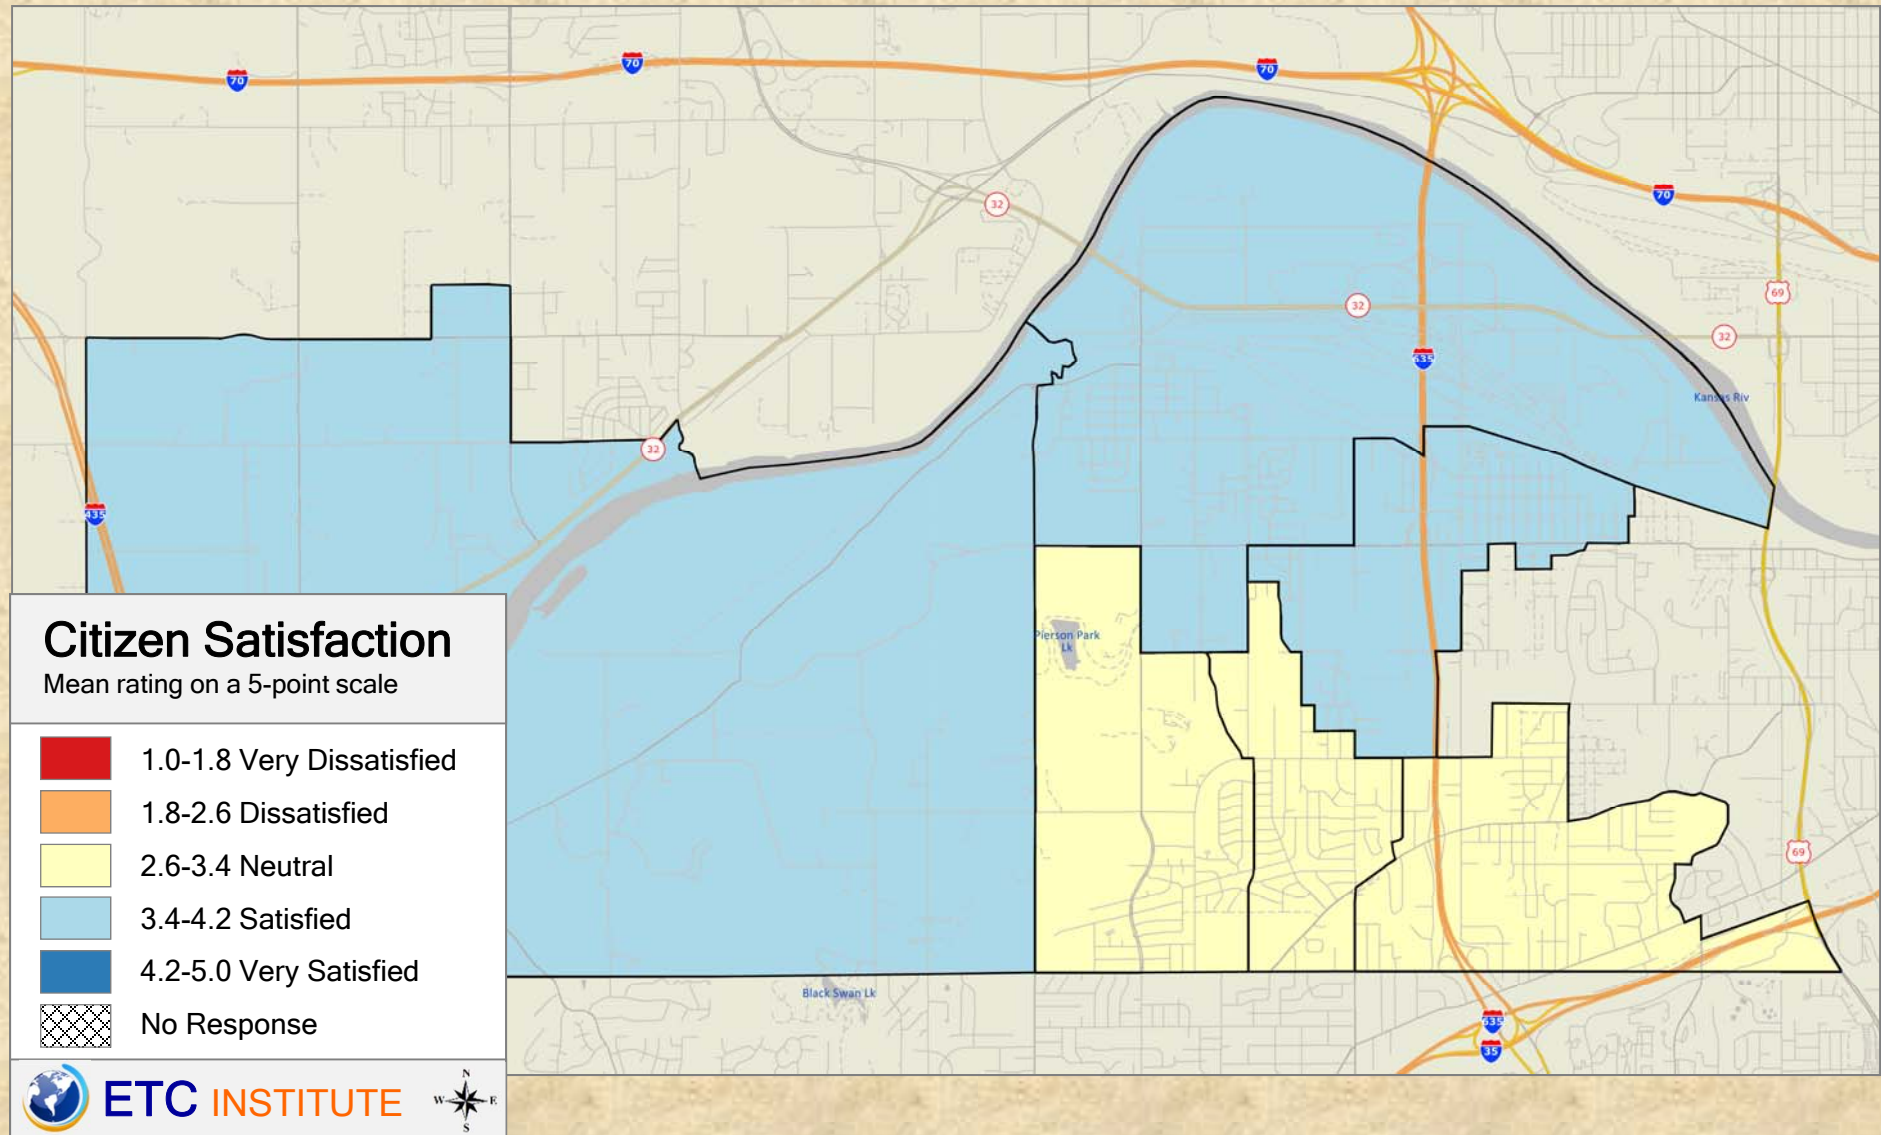 70
70
70
70
32
69
32
32
635
Kansas Riv
32
435
Pierson Park
Lk
69
Black Swan Lk
635
35
Citizen Satisfaction
Mean rating on a 5-point scale
1.0-1.8 Very Dissatisfied
1.8-2.6 Dissatisfied
2.6-3.4 Neutral
3.4-4.2 Satisfied
4.2-5.0 Very Satisfied
No Response
ETC INSTITUTE
N
W E
S